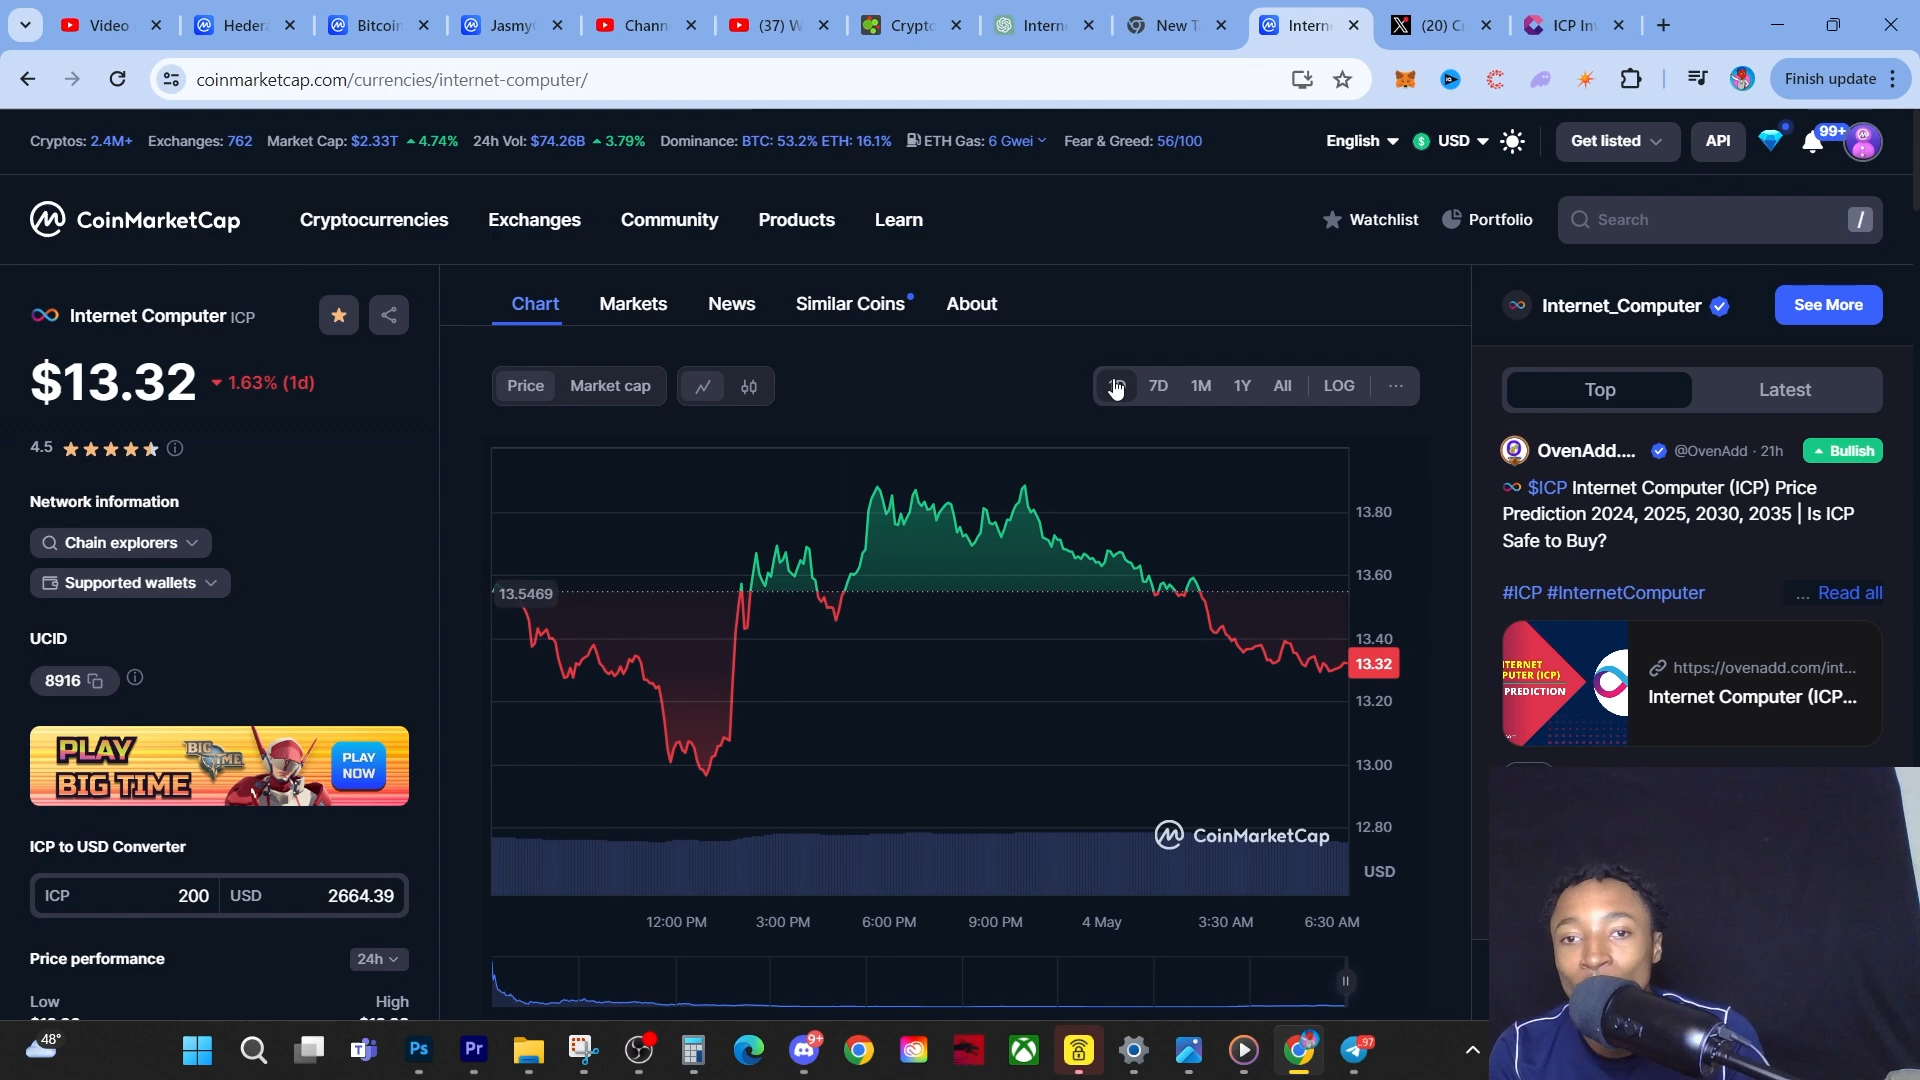 Video
Hedera
Bitcoin
Jasmy
Chann
(37) W
Crypto
Intern
New T
Intern
(20) C
ICP In
coinmarketcap.com/currencies/internet-computer/
Finish update
Cryptos: 2.4M+ Exchanges: 762 Market Cap: $2.33T 4.74% 24h Vol: $74.26B 3.79% Dominance: BTC: 53.2% ETH: 16.1% ETH Gas: 6 Gwei Fear & Greed: 56/100
English
$ USD
Get listed
API
99+
CoinMarketCap
Cryptocurrencies
Exchanges
Community
Products
Learn
Watchlist
Portfolio
Search
/
Internet Computer ICP
$13.32 1.63% (1d)
4.5
Network information
Chain explorers
Supported wallets
UCID
8916
PLAY
BIG TIME
BIG TIME
PLAY
NOW
ICP to USD Converter
ICP 200 USD 2664.39
Price performance
24h
Low
High
Chart
Markets
News
Similar Coins
About
Price
Market cap
7D
1M
1Y
All
LOG
13.80
13.60
13.5469
13.40
13.32
13.20
13.00
12.80
CoinMarketCap
USD
12:00 PM
3:00 PM
6:00 PM
9:00 PM
4 May
3:30 AM
6:30 AM
Internet_Computer
See More
Top
Latest
OvenAdd.... @OvenAdd · 21h
Bullish
$ICP Internet Computer (ICP) Price
Prediction 2024, 2025, 2030, 2035 | Is ICP
Safe to Buy?
#ICP #InternetComputer
... Read all
TERNET
PUTER (ICP)
PREDICTION
https://ovenadd.com/int...
Internet Computer (ICP...
48°
Ps
Pr
9+
97